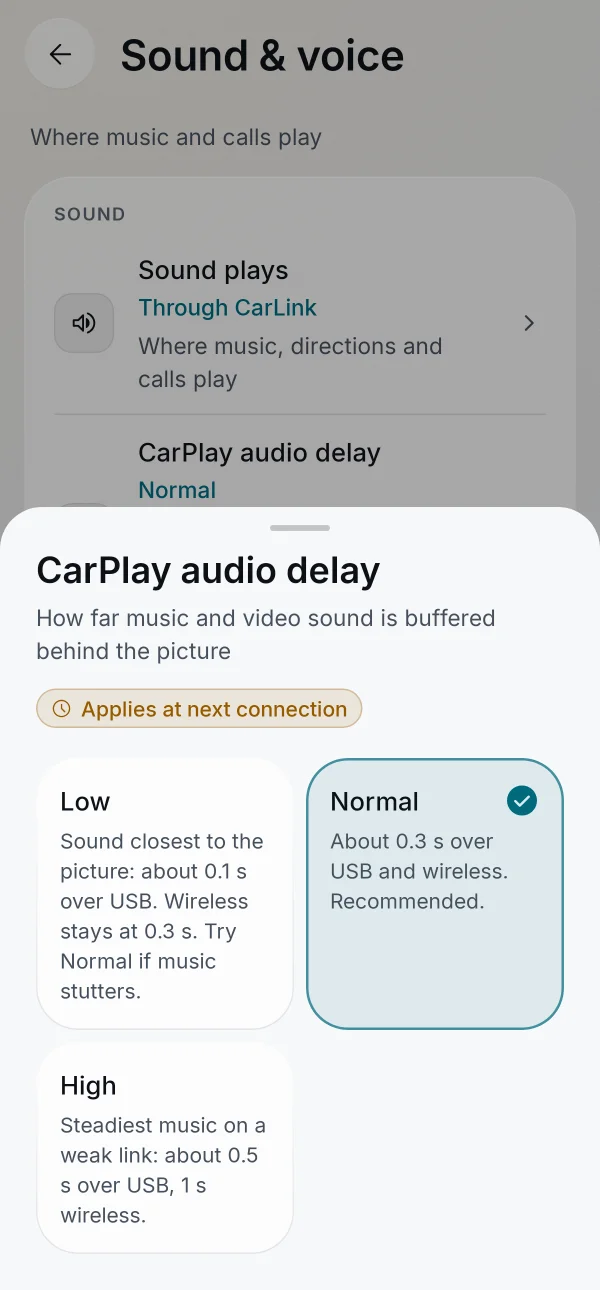 Sound & voice
Where music and calls play
SOUND
Sound plays
Through CarLink
Where music, directions and
calls play
CarPlay audio delay
Normal
CarPlay audio delay
How far music and video sound is buffered
behind the picture
Applies at next connection
Low
Sound closest to the
picture: about 0.1 s
over USB. Wireless
stays at 0.3 s. Try
Normal if music
stutters.
Normal
About 0.3 s over
USB and wireless.
Recommended.
High
Steadiest music on a
weak link: about 0.5
s over USB, 1 s
wireless.